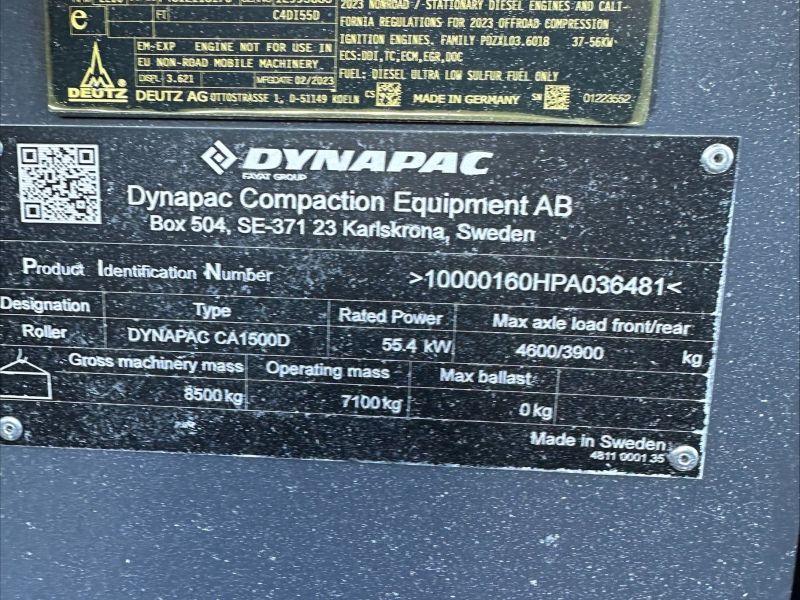 2023 NONROAD / STATIONARY DIESEL ENGINES AND CALI-
FORNIA REGULATIONS FOR 2023 OFFROAD COMPRESSION
IGNITION ENGINES. FAMILY PDZXL03.6018 37-56KW
ECS:DDI,TC,ECM,EGR,DOC
FUEL: DIESEL ULTRA LOW SULFUR FUEL ONLY
e
FT C4DI55D
EM-EXP ENGINE NOT FOR USE IN
EU NON-ROAD MOBILE MACHINERY
DISPL. 3.621 MFGDATE 02/2023
DEUTZ DEUTZ AG OTTOSTRASSE 1, D-51149 KOELN CS MADE IN GERMANY SN 01223552
DYNAPAC
FAYAT GROUP
Dynapac Compaction Equipment AB
Box 504, SE-371 23 Karlskrona, Sweden
Product Identification Number >10000160HPA036481<
Designation Type Rated Power Max axle load front/rear
Roller DYNAPAC CA1500D 55.4 kW 4600/3900 kg
Gross machinery mass Operating mass Max ballast
8500 kg 7100 kg 0 kg
Made in Sweden
4811 0001 35